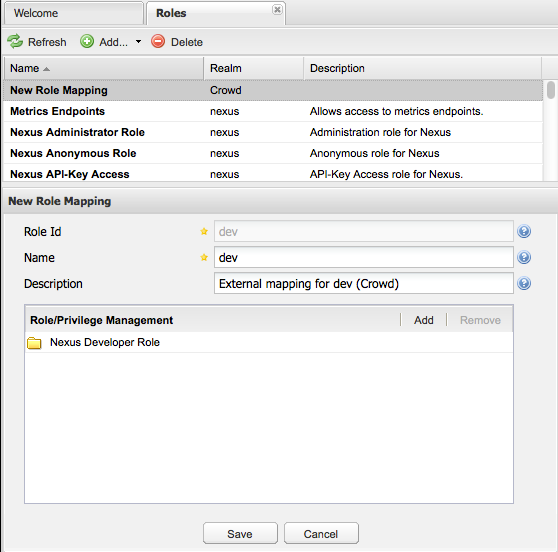 Welcome Roles
Refresh Add... Delete
Name Realm Description
New Role Mapping Crowd
Metrics Endpoints nexus Allows access to metrics endpoints.
Nexus Administrator Role nexus Administration role for Nexus
Nexus Anonymous Role nexus Anonymous role for Nexus
Nexus API-Key Access nexus API-Key Access role for Nexus.
New Role Mapping
Role Id dev
Name dev
Description External mapping for dev (Crowd)
Role/Privilege Management Add Remove
Nexus Developer Role
Save Cancel